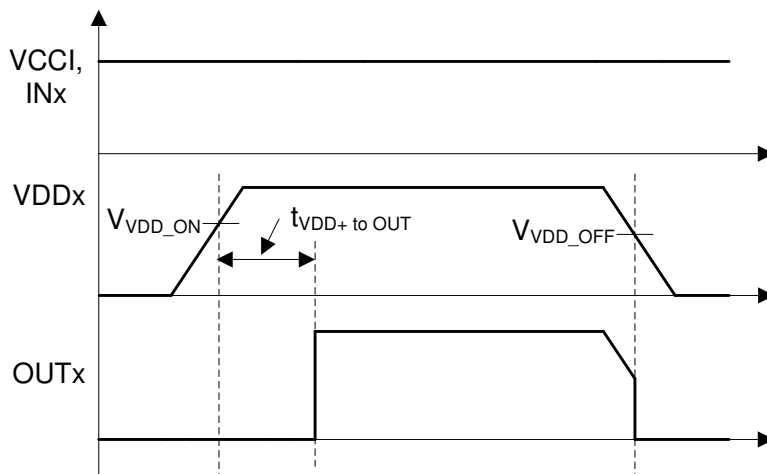 VCCI,
INx
VDDx
VVDD_ON
tVDD+ to OUT
VVDD_OFF
OUTx